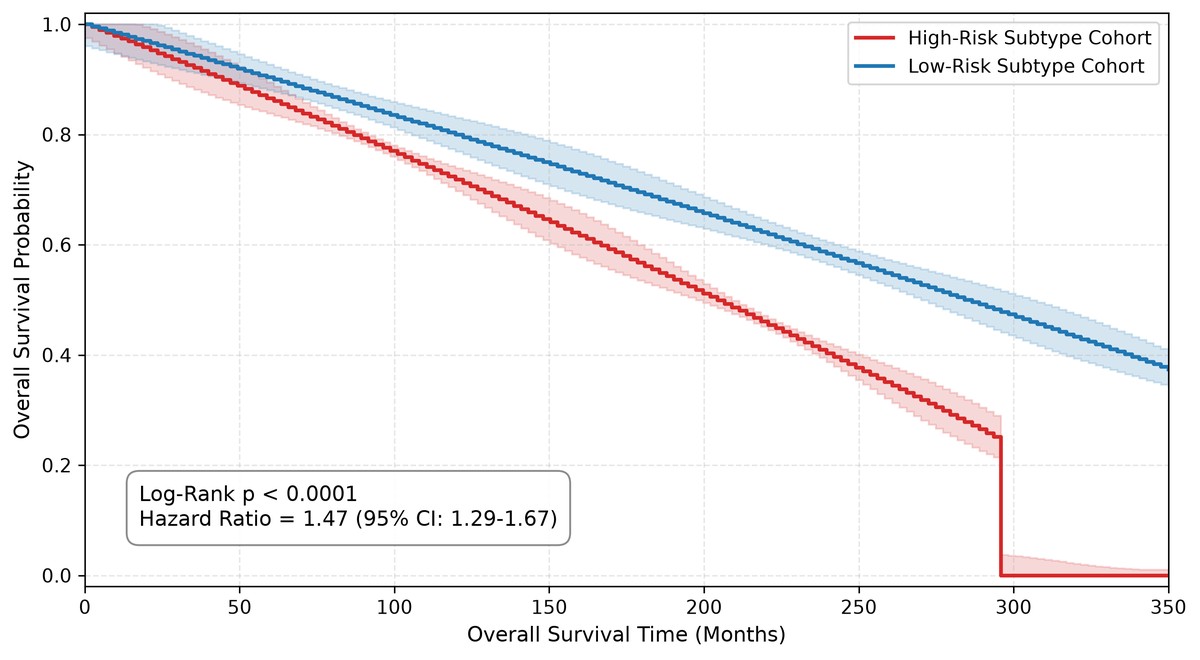 1.0
0.8
0.6
0.4
0.2
0.0
Overall Survival Probability
High-Risk Subtype Cohort
Low-Risk Subtype Cohort
Log-Rank p < 0.0001
Hazard Ratio = 1.47 (95% CI: 1.29-1.67)
0 50 100 150 200 250 300 350
Overall Survival Time (Months)